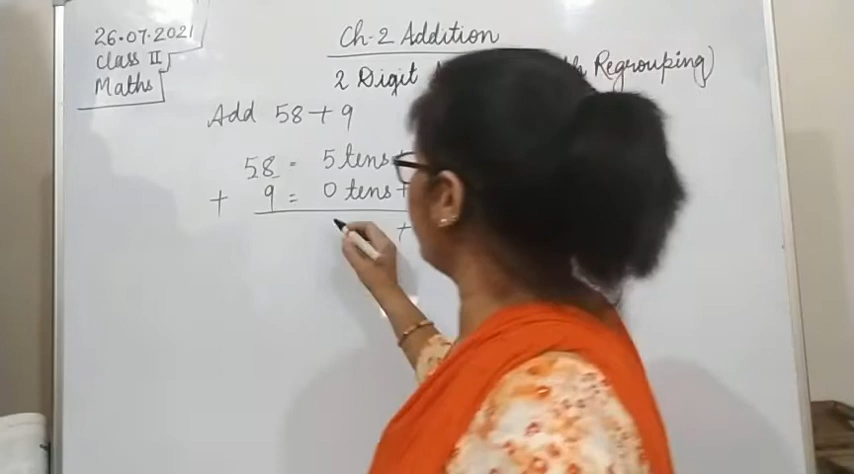 26.07.2021
Class II
Maths
Ch-2 Addition
2 Digit Regrouping)
Add 58 + 9
58 = 5 tens +
+ 9 = 0 tens +
+